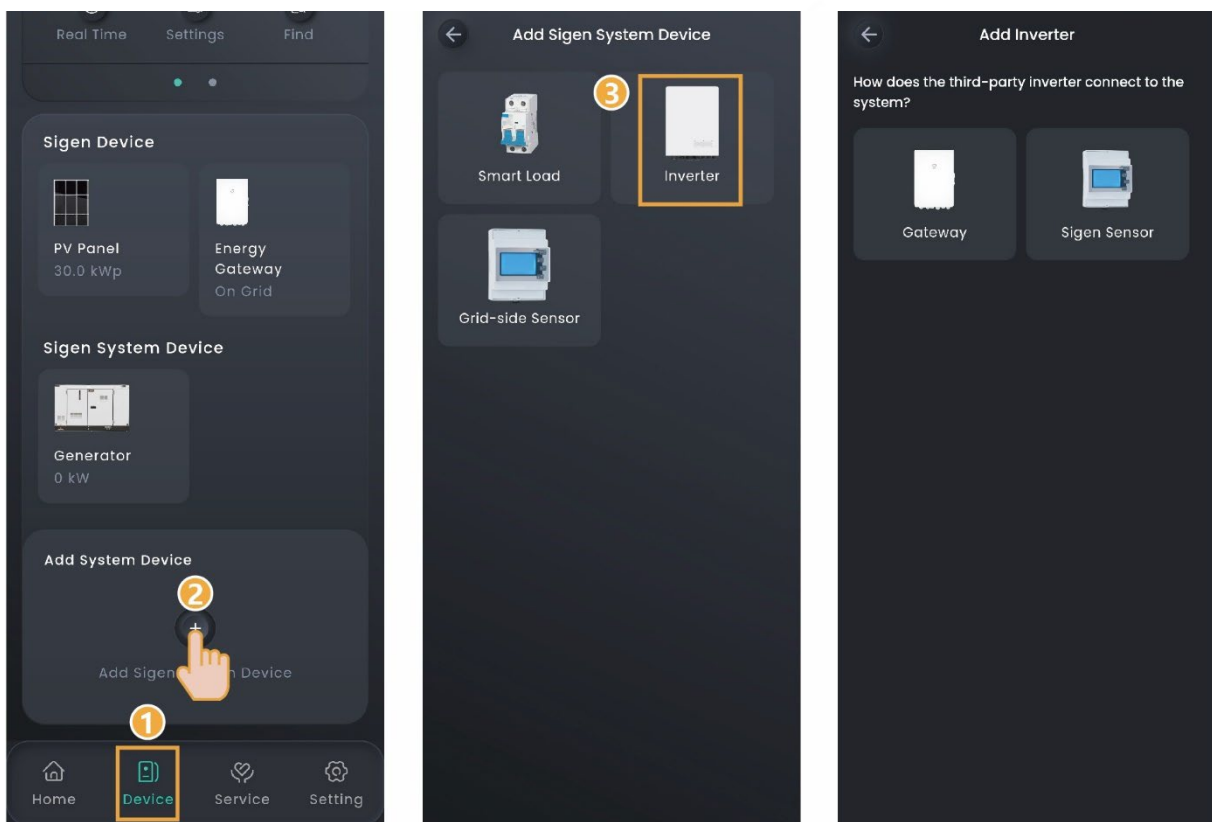 Real Time Settings Find
Sigen Device
PV Panel
30.0 kWp
Energy
Gateway
On Grid
Sigen System Device
Generator
0 kW
Add System Device
2
+
Add Sigen Device
1
Home Device Service Setting
Add Sigen System Device
3
Smart Load
Inverter
Grid-side Sensor
Add Inverter
How does the third-party inverter connect to the
system?
Gateway
Sigen Sensor